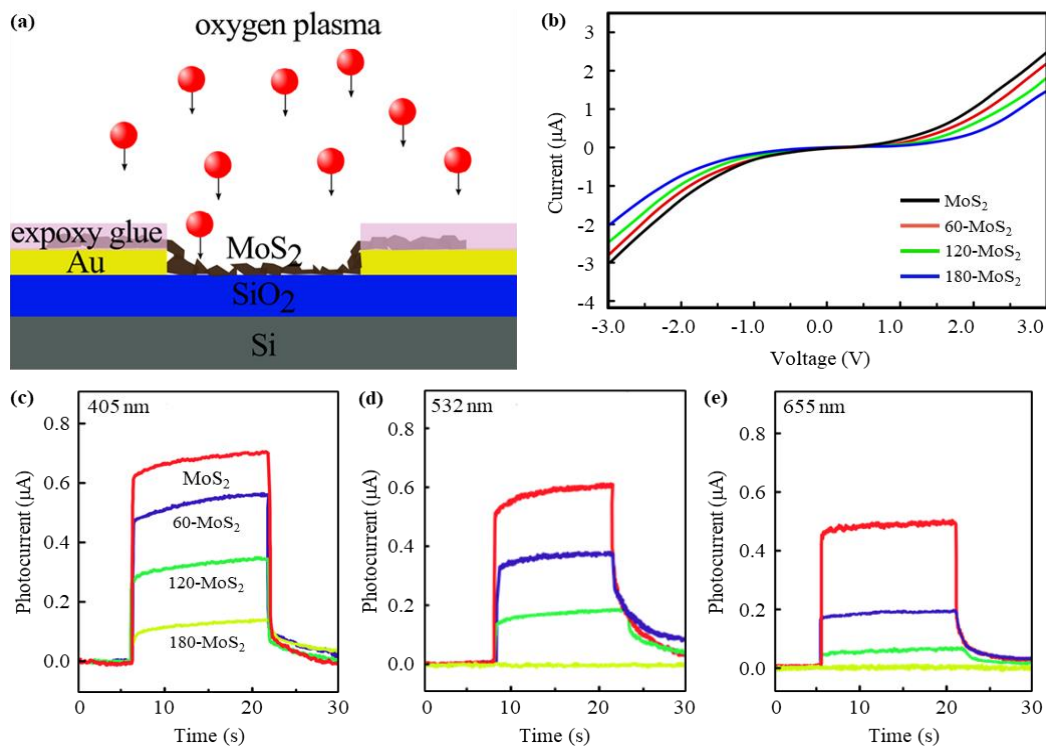 (a)
oxygen plasma
expoxy glue
MoS2
Au
SiO2
Si
(b)
Current (µA)
3
2
1
0
-1
-2
-3
-4
-3.0 -2.0 -1.0 0.0 1.0 2.0 3.0
Voltage (V)
MoS2
60-MoS2
120-MoS2
180-MoS2
(c)
405 nm
Photocurrent (µA)
0.8
0.6
0.4
0.2
0.0
MoS2
60-MoS2
120-MoS2
180-MoS2
0 10 20 30
Time (s)
(d)
532 nm
Photocurrent (µA)
0.8
0.6
0.4
0.2
0.0
0 10 20 30
Time (s)
(e)
655 nm
Photocurrent (µA)
0.8
0.6
0.4
0.2
0.0
0 10 20 30
Time (s)